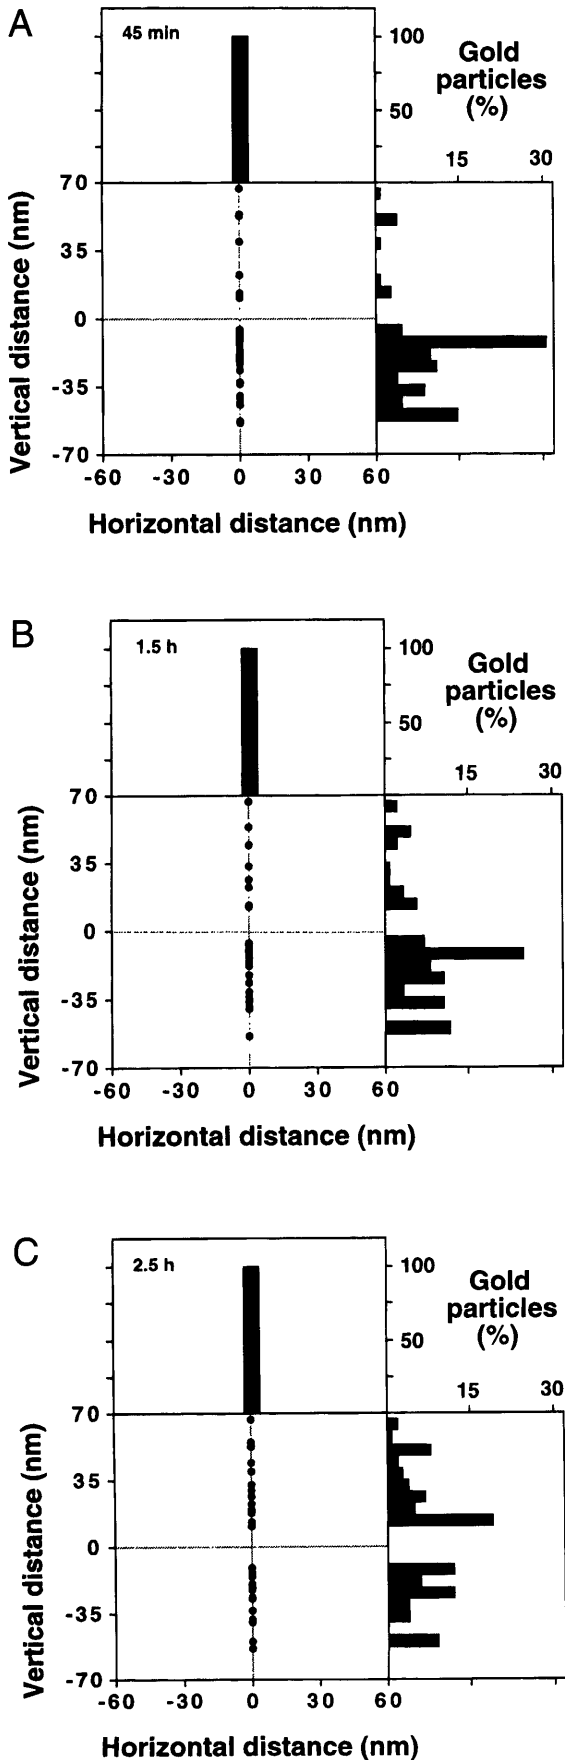 A
45 min
100
Gold
particles
50
(%)
15 30
70
35
0
-35
-70
-60 -30 0 30 60
Vertical distance (nm)
Horizontal distance (nm)
B
1.5 h
100
Gold
particles
50
(%)
15 30
70
35
0
-35
-70
-60 -30 0 30 60
Vertical distance (nm)
Horizontal distance (nm)
C
2.5 h
100
Gold
particles
50
(%)
15 30
70
35
0
-35
-70
-60 -30 0 30 60
Vertical distance (nm)
Horizontal distance (nm)